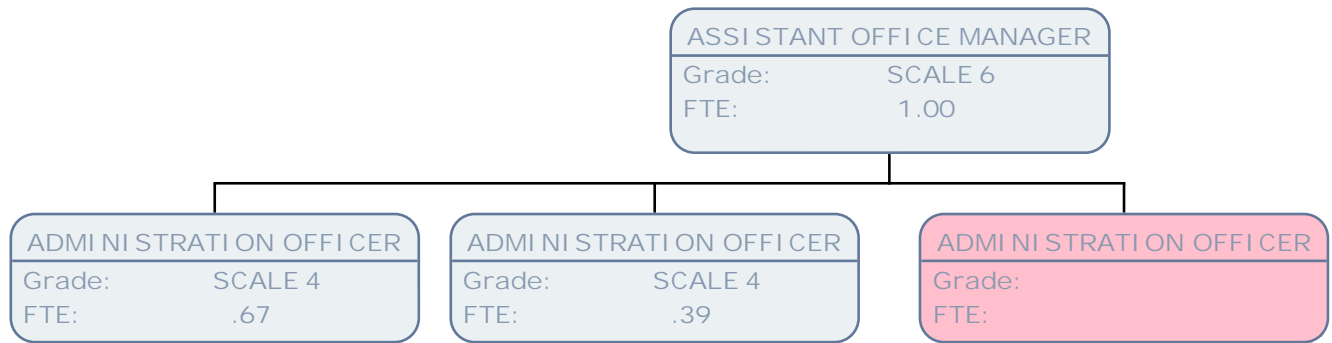 ASSISTANT OFFICE MANAGER
Grade: SCALE 6
FTE: 1.00
ADMINISTRATION OFFICER
Grade: SCALE 4
FTE: .67
ADMINISTRATION OFFICER
Grade: SCALE 4
FTE: .39
ADMINISTRATION OFFICER
Grade:
FTE: